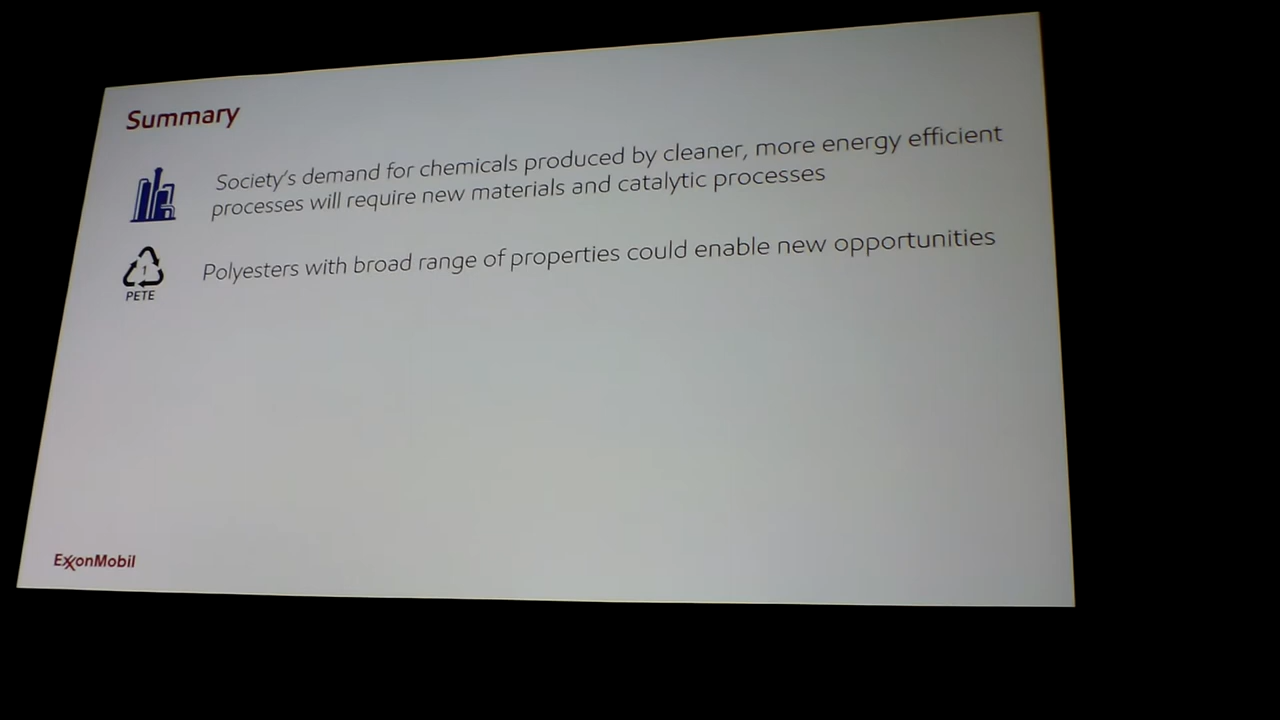 Summary
Society's demand for chemicals produced by cleaner, more energy efficient
processes will require new materials and catalytic processes
1
PETE
Polyesters with broad range of properties could enable new opportunities
ExxonMobil